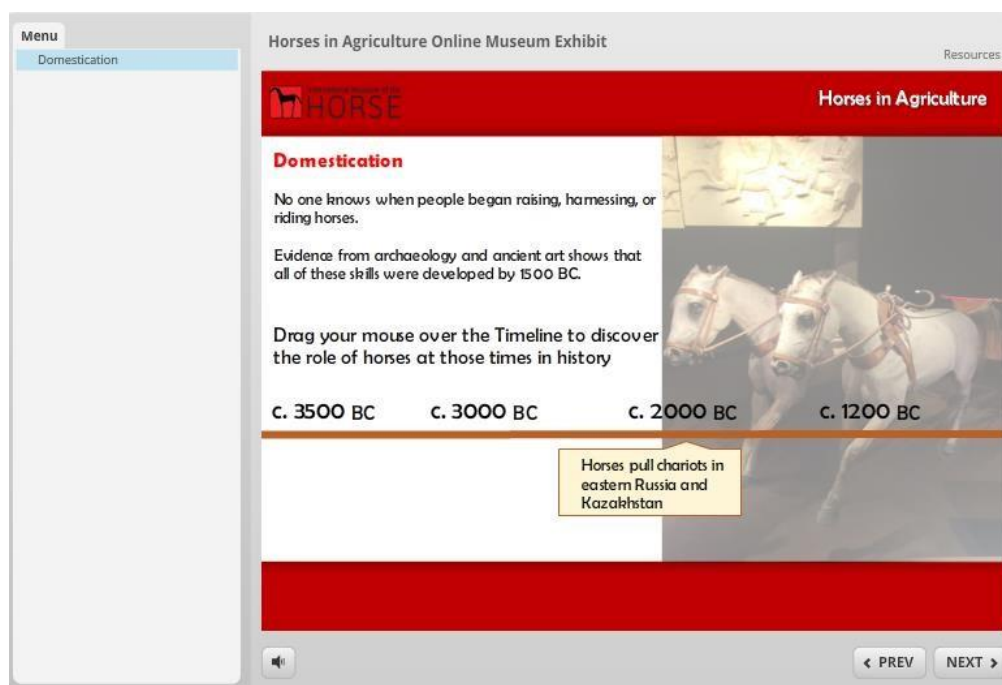 Menu
Domestication
Horses in Agriculture Online Museum Exhibit
Resources
International Museum of the
HORSE
Horses in Agriculture
Domestication
No one knows when people began raising, harnessing, or
riding horses.
Evidence from archaeology and ancient art shows that
all of these skills were developed by 1500 BC.
Drag your mouse over the Timeline to discover
the role of horses at those times in history
c. 3500 BC c. 3000 BC c. 2000 BC c. 1200 BC
Horses pull chariots in
eastern Russia and
Kazakhstan
PREV NEXT